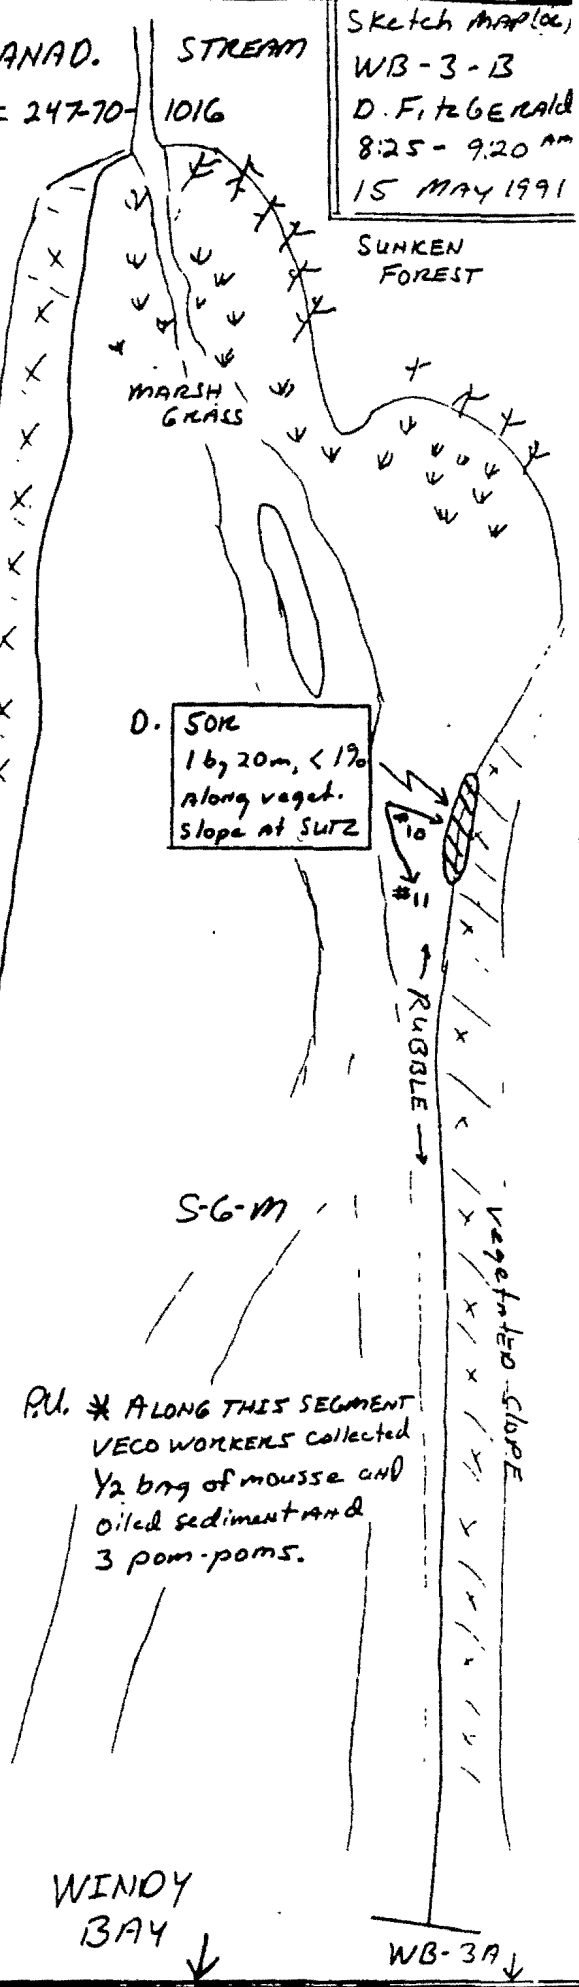 ANAD. STREAM
= 247-70- 1016
Sketch MAP (OG)
WB-3-B
D. FitzGERAld
8:25 - 9:20 AM
15 MAY 1991
SUNKEN
FOREST
MARSH
GRASS
D. SOR
1 by 20m, < 1%
Along veget.
Slope at SUTZ
#10
#11
← RUBBLE →
S-G-M
VegetATED SlOPE
P.U. * ALONG THIS SEGMENT
VECO WORKERS Collected
1/2 bag of mousse AND
oiled sediment And
3 pom-poms.
WINDY
BAY
WB-3A